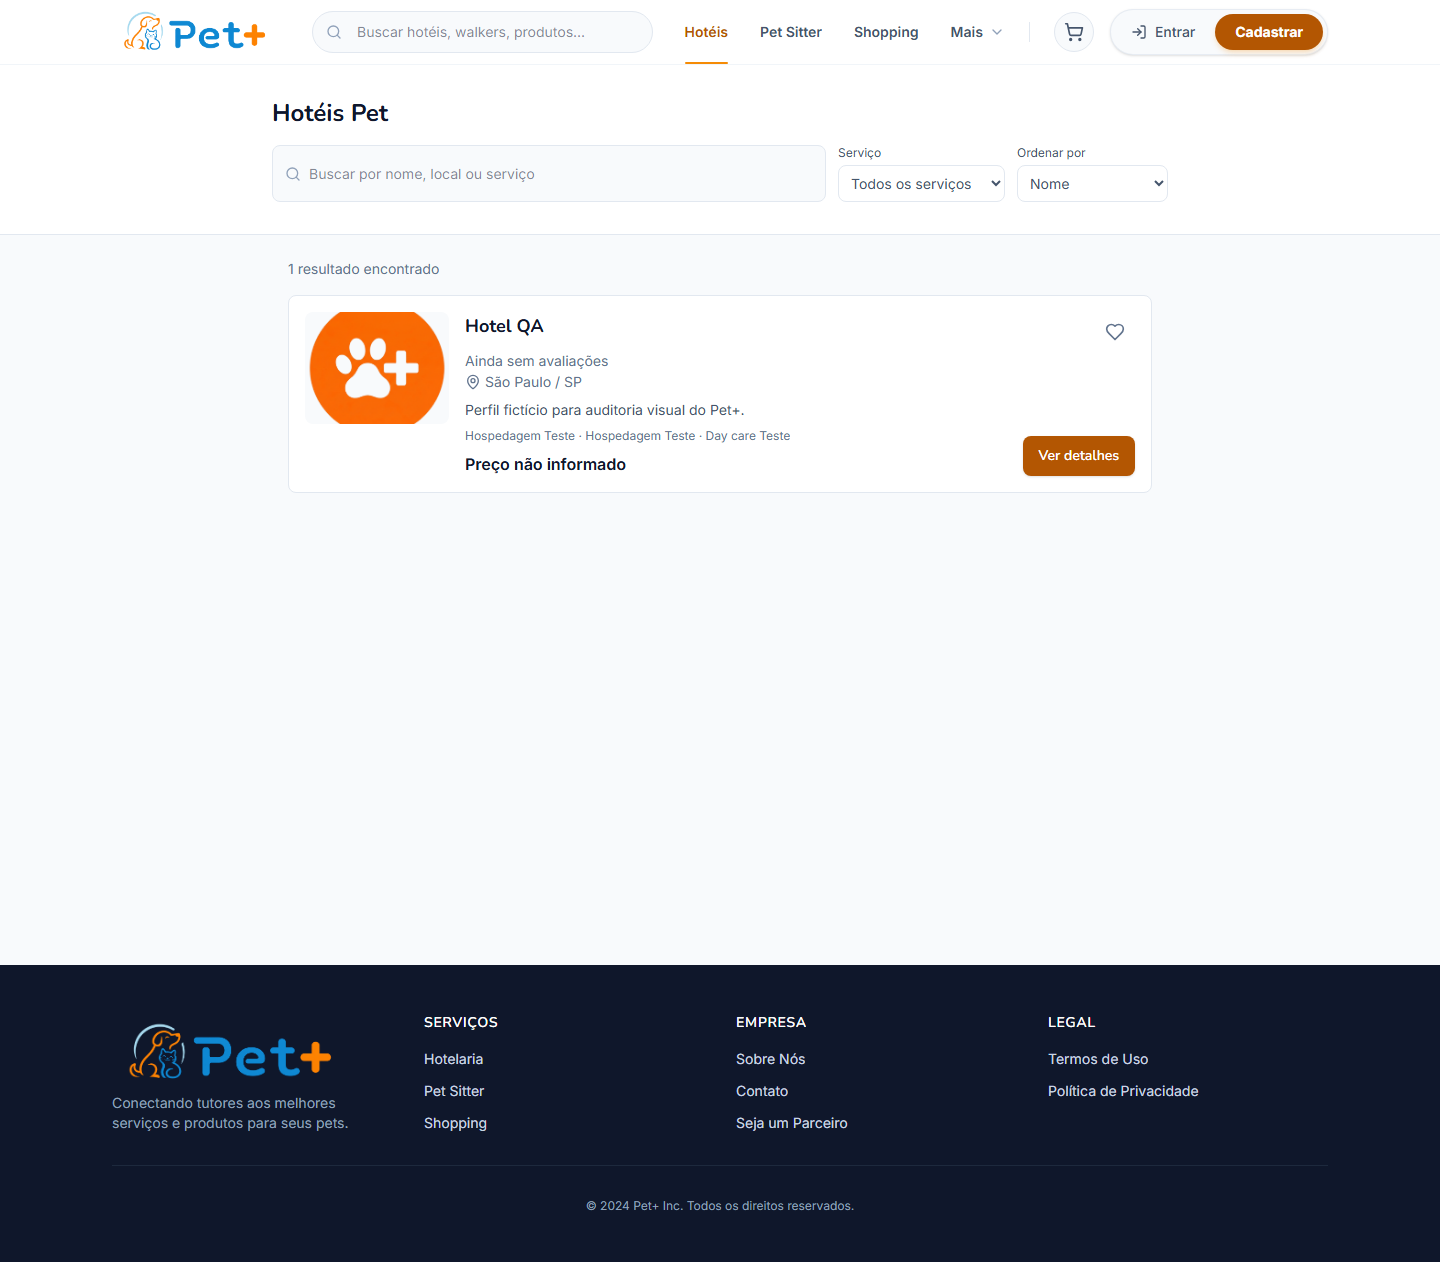 Pet+
Buscar hotéis, walkers, produtos...
Hotéis
Pet Sitter
Shopping
Mais
Entrar
Cadastrar
Hotéis Pet
Buscar por nome, local ou serviço
Serviço
Todos os serviços
Ordenar por
Nome
1 resultado encontrado
Hotel QA
Ainda sem avaliações
São Paulo / SP
Perfil fictício para auditoria visual do Pet+.
Hospedagem Teste · Hospedagem Teste · Day care Teste
Preço não informado
Ver detalhes
Pet+
Conectando tutores aos melhores
serviços e produtos para seus pets.
SERVIÇOS
Hotelaria
Pet Sitter
Shopping
EMPRESA
Sobre Nós
Contato
Seja um Parceiro
LEGAL
Termos de Uso
Política de Privacidade
© 2024 Pet+ Inc. Todos os direitos reservados.